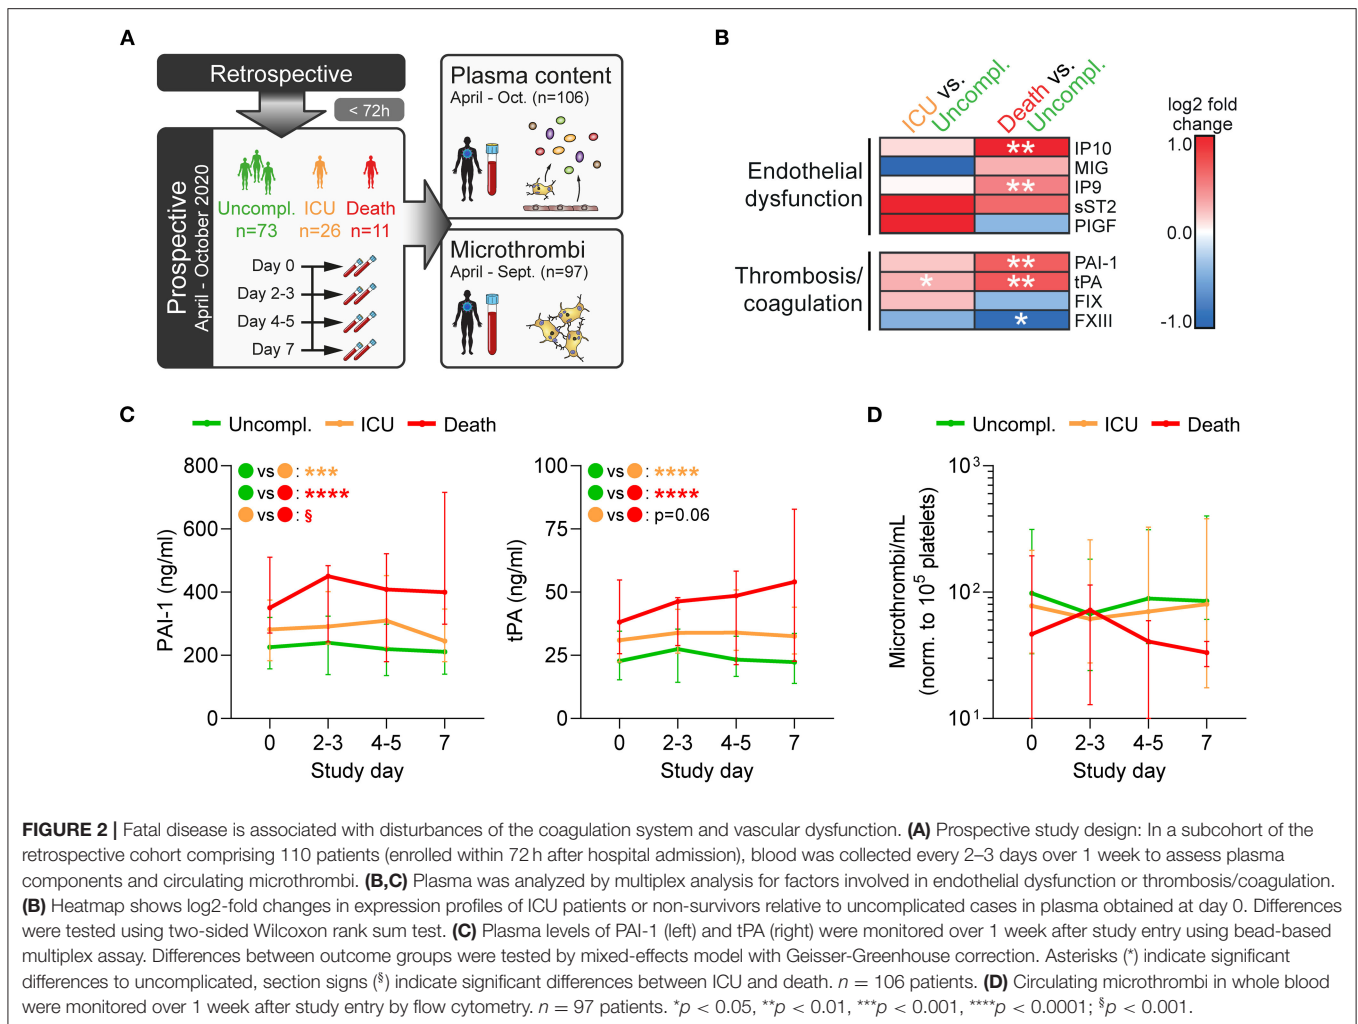 A
Retrospective
< 72h
Prospective
April - October 2020
Uncompl.
n=73
ICU
n=26
Death
n=11
Day 0
Day 2-3
Day 4-5
Day 7
Plasma content
April - Oct. (n=106)
Microthrombi
April - Sept. (n=97)
B
ICU vs.
Uncompl.
Death vs.
Uncompl.
log2 fold
change
1.0
0.0
-1.0
Endothelial
dysfunction
** IP10
MIG
** IP9
sST2
PIGF
Thrombosis/
coagulation
** PAI-1
* ** tPA
FIX
* FXIII
C
Uncompl. ICU Death
800
600
400
200
0
PAI-1 (ng/ml)
vs : ***
vs : ****
vs : §
0 2-3 4-5 7
Study day
100
75
50
25
0
tPA (ng/ml)
vs : ****
vs : ****
vs : p=0.06
0 2-3 4-5 7
Study day
D
Uncompl. ICU Death
10³
10²
10¹
Microthrombi/mL
(norm. to 10⁵ platelets)
0 2-3 4-5 7
Study day
FIGURE 2 | Fatal disease is associated with disturbances of the coagulation system and vascular dysfunction. (A) Prospective study design: In a subcohort of the
retrospective cohort comprising 110 patients (enrolled within 72 h after hospital admission), blood was collected every 2–3 days over 1 week to assess plasma
components and circulating microthrombi. (B,C) Plasma was analyzed by multiplex analysis for factors involved in endothelial dysfunction or thrombosis/coagulation.
(B) Heatmap shows log2-fold changes in expression profiles of ICU patients or non-survivors relative to uncomplicated cases in plasma obtained at day 0. Differences
were tested using two-sided Wilcoxon rank sum test. (C) Plasma levels of PAI-1 (left) and tPA (right) were monitored over 1 week after study entry using bead-based
multiplex assay. Differences between outcome groups were tested by mixed-effects model with Geisser-Greenhouse correction. Asterisks (*) indicate significant
differences to uncomplicated, section signs (§) indicate significant differences between ICU and death. n = 106 patients. (D) Circulating microthrombi in whole blood
were monitored over 1 week after study entry by flow cytometry. n = 97 patients. *p < 0.05, **p < 0.01, ***p < 0.001, ****p < 0.0001; §p < 0.001.